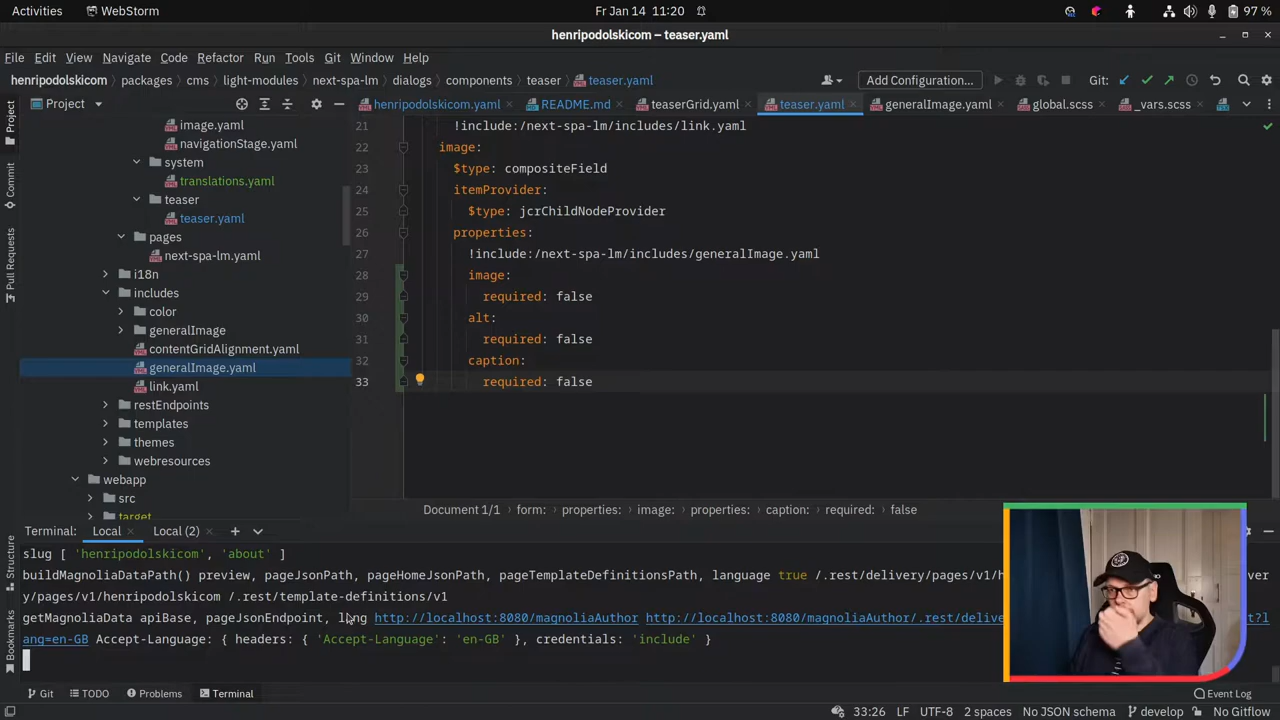 Activities WebStorm Fr Jan 14 11:20 97 %
henripodolskicom – teaser.yaml
File Edit View Navigate Code Refactor Run Tools Git Window Help
henripodolskicom packages cms light-modules next-spa-lm dialogs components teaser teaser.yaml Add Configuration... Git:
Project henripodolskicom.yaml README.md teaserGrid.yaml teaser.yaml generalImage.yaml global.scss _vars.scss
Project
Commit
Pull Requests
Structure
Bookmarks
image.yaml
navigationStage.yaml
system
translations.yaml
teaser
teaser.yaml
pages
next-spa-lm.yaml
i18n
includes
color
generalImage
contentGridAlignment.yaml
generalImage.yaml
link.yaml
restEndpoints
templates
themes
webresources
webapp
src
target
21 !include:/next-spa-lm/includes/link.yaml
22 image:
23 $type: compositeField
24 itemProvider:
25 $type: jcrChildNodeProvider
26 properties:
27 !include:/next-spa-lm/includes/generalImage.yaml
28 image:
29 required: false
30 alt:
31 required: false
32 caption:
33 required: false
Document 1/1 form: properties: image: properties: caption: required: false
Terminal: Local Local (2)
slug [ 'henripodolskicom', 'about' ]
buildMagnoliaDataPath() preview, pageJsonPath, pageHomeJsonPath, pageTemplateDefinitionsPath, language true /.rest/delivery/pages/v1/h ver
y/pages/v1/henripodolskicom /.rest/template-definitions/v1
getMagnoliaData apiBase, pageJsonEndpoint, lang http://localhost:8080/magnoliaAuthor http://localhost:8080/magnoliaAuthor/.rest/delive t?l
ang=en-GB Accept-Language: { headers: { 'Accept-Language': 'en-GB' }, credentials: 'include' }
Git TODO Problems Terminal Event Log
33:26 LF UTF-8 2 spaces No JSON schema develop No Gitflow